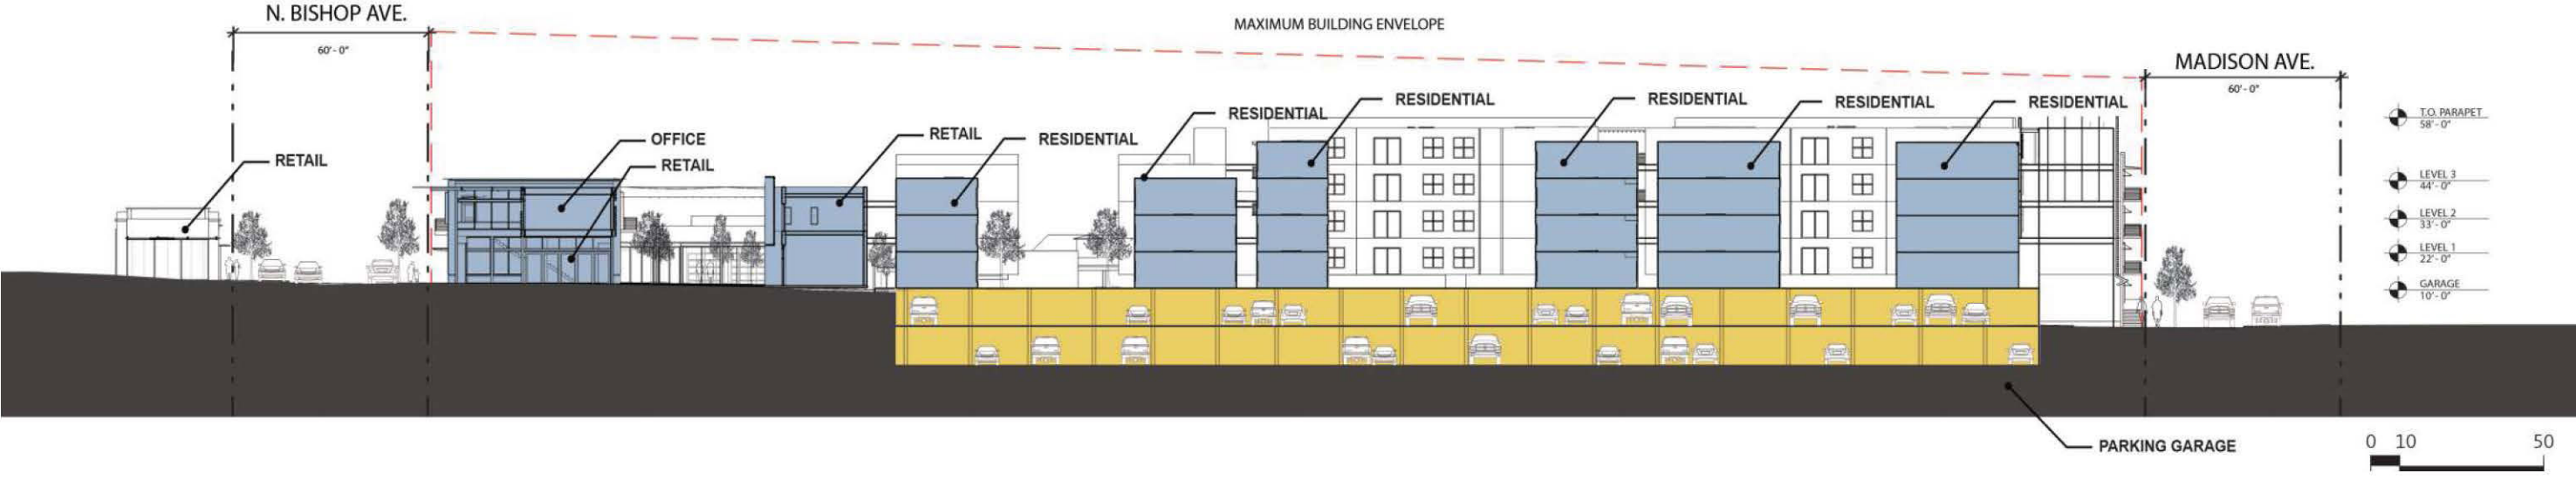 N. BISHOP AVE.
60'- 0"
MAXIMUM BUILDING ENVELOPE
MADISON AVE.
60'- 0"
RETAIL
OFFICE
RETAIL
RETAIL
RESIDENTIAL
RESIDENTIAL
RESIDENTIAL
RESIDENTIAL
RESIDENTIAL
RESIDENTIAL
T.O. PARAPET
58'- 0"
LEVEL 3
44'- 0"
LEVEL 2
33'- 0"
LEVEL 1
22'- 0"
GARAGE
10'- 0"
PARKING GARAGE
0 10 50